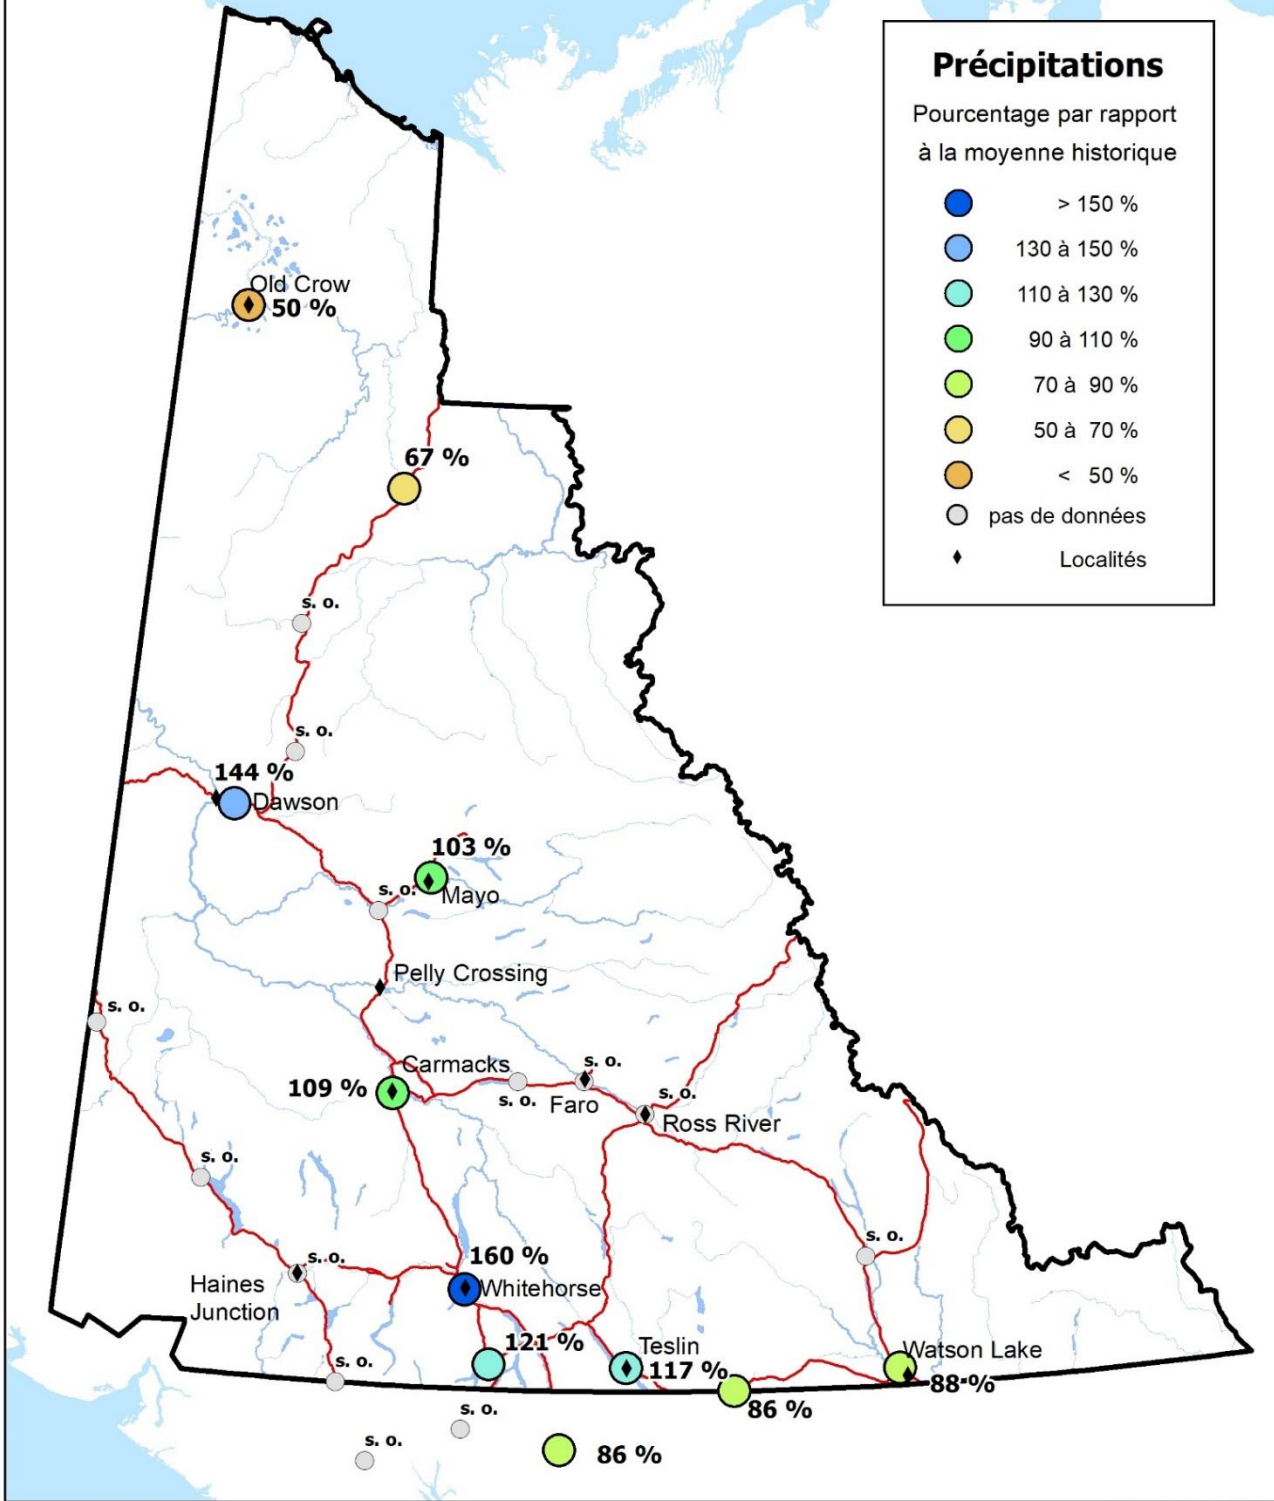 Précipitations
Pourcentage par rapport
à la moyenne historique
> 150 %
130 à 150 %
110 à 130 %
90 à 110 %
70 à 90 %
50 à 70 %
< 50 %
pas de données
Localités
Old Crow
50 %
67 %
s. o.
s. o.
144 %
Dawson
103 %
s. o.
Mayo
Pelly Crossing
s. o.
Carmacks
s. o.
109 %
s. o.
Faro
s. o.
Ross River
s. o.
s. o.
160 %
s. o.
Haines
Junction
Whitehorse
121 %
Teslin
117 %
Watson Lake
88 %
s. o.
86 %
s. o.
s. o.
86 %